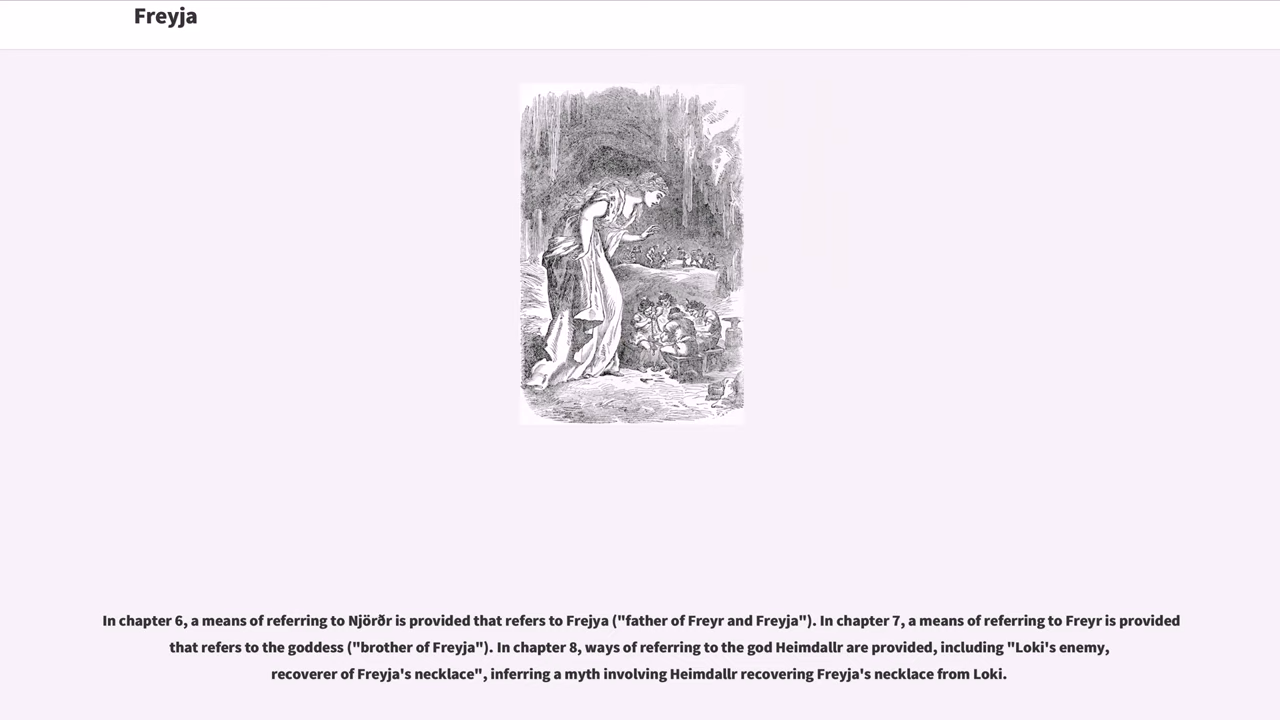 Freyja
In chapter 6, a means of referring to Njörðr is provided that refers to Frejya ("father of Freyr and Freyja"). In chapter 7, a means of referring to Freyr is provided
that refers to the goddess ("brother of Freyja"). In chapter 8, ways of referring to the god Heimdallr are provided, including "Loki's enemy,
recoverer of Freyja's necklace", inferring a myth involving Heimdallr recovering Freyja's necklace from Loki.